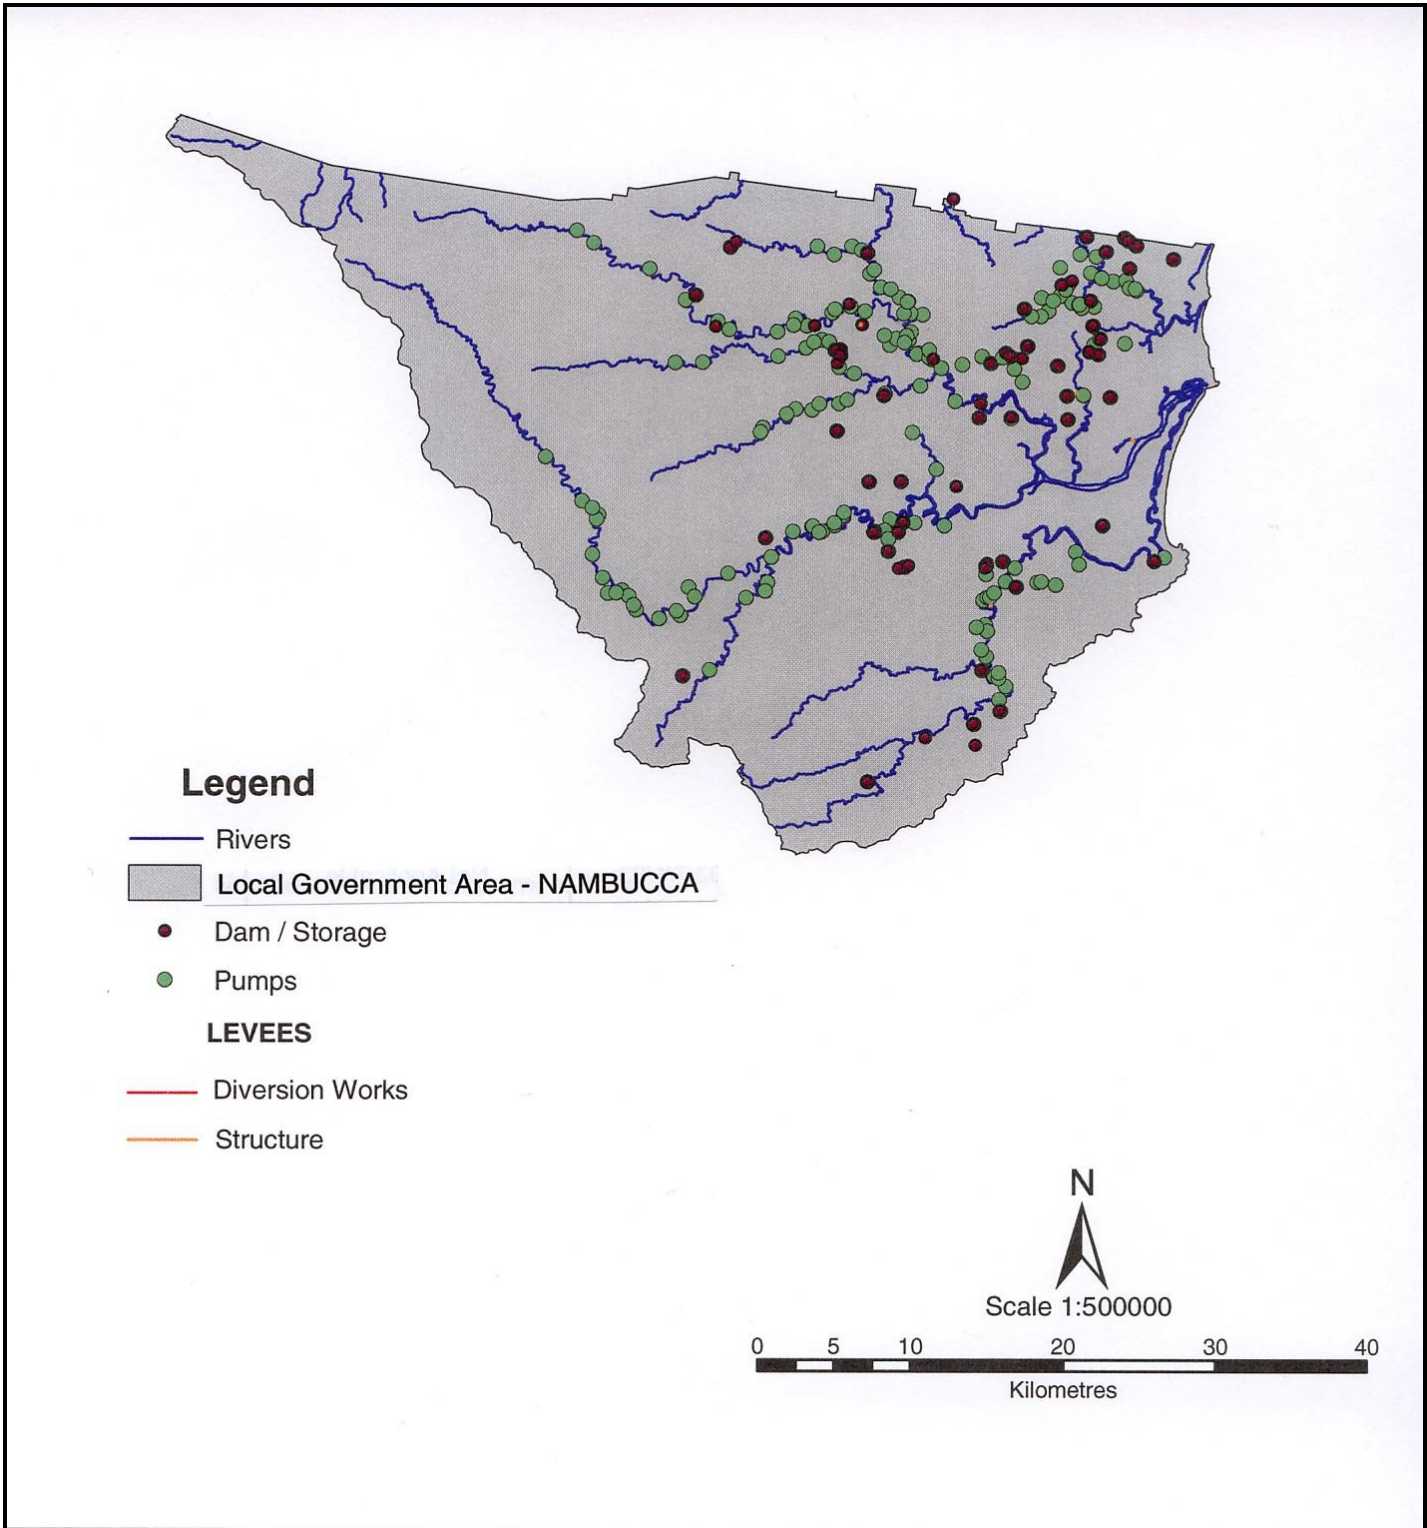 Legend
Rivers
Local Government Area - NAMBUCCA
Dam / Storage
Pumps
LEVEES
Diversion Works
Structure
N
Scale 1:500000
0 5 10 20 30 40
Kilometres